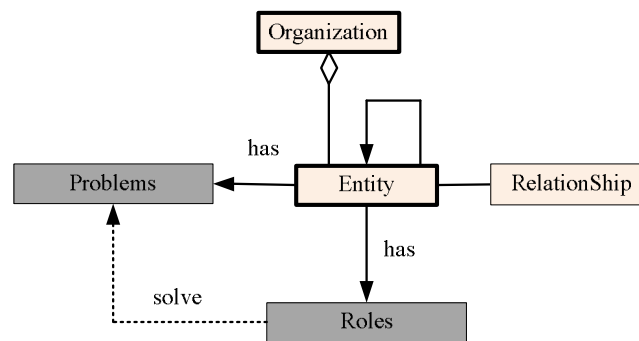 Organization
has
Problems
Entity
RelationShip
has
solve
Roles